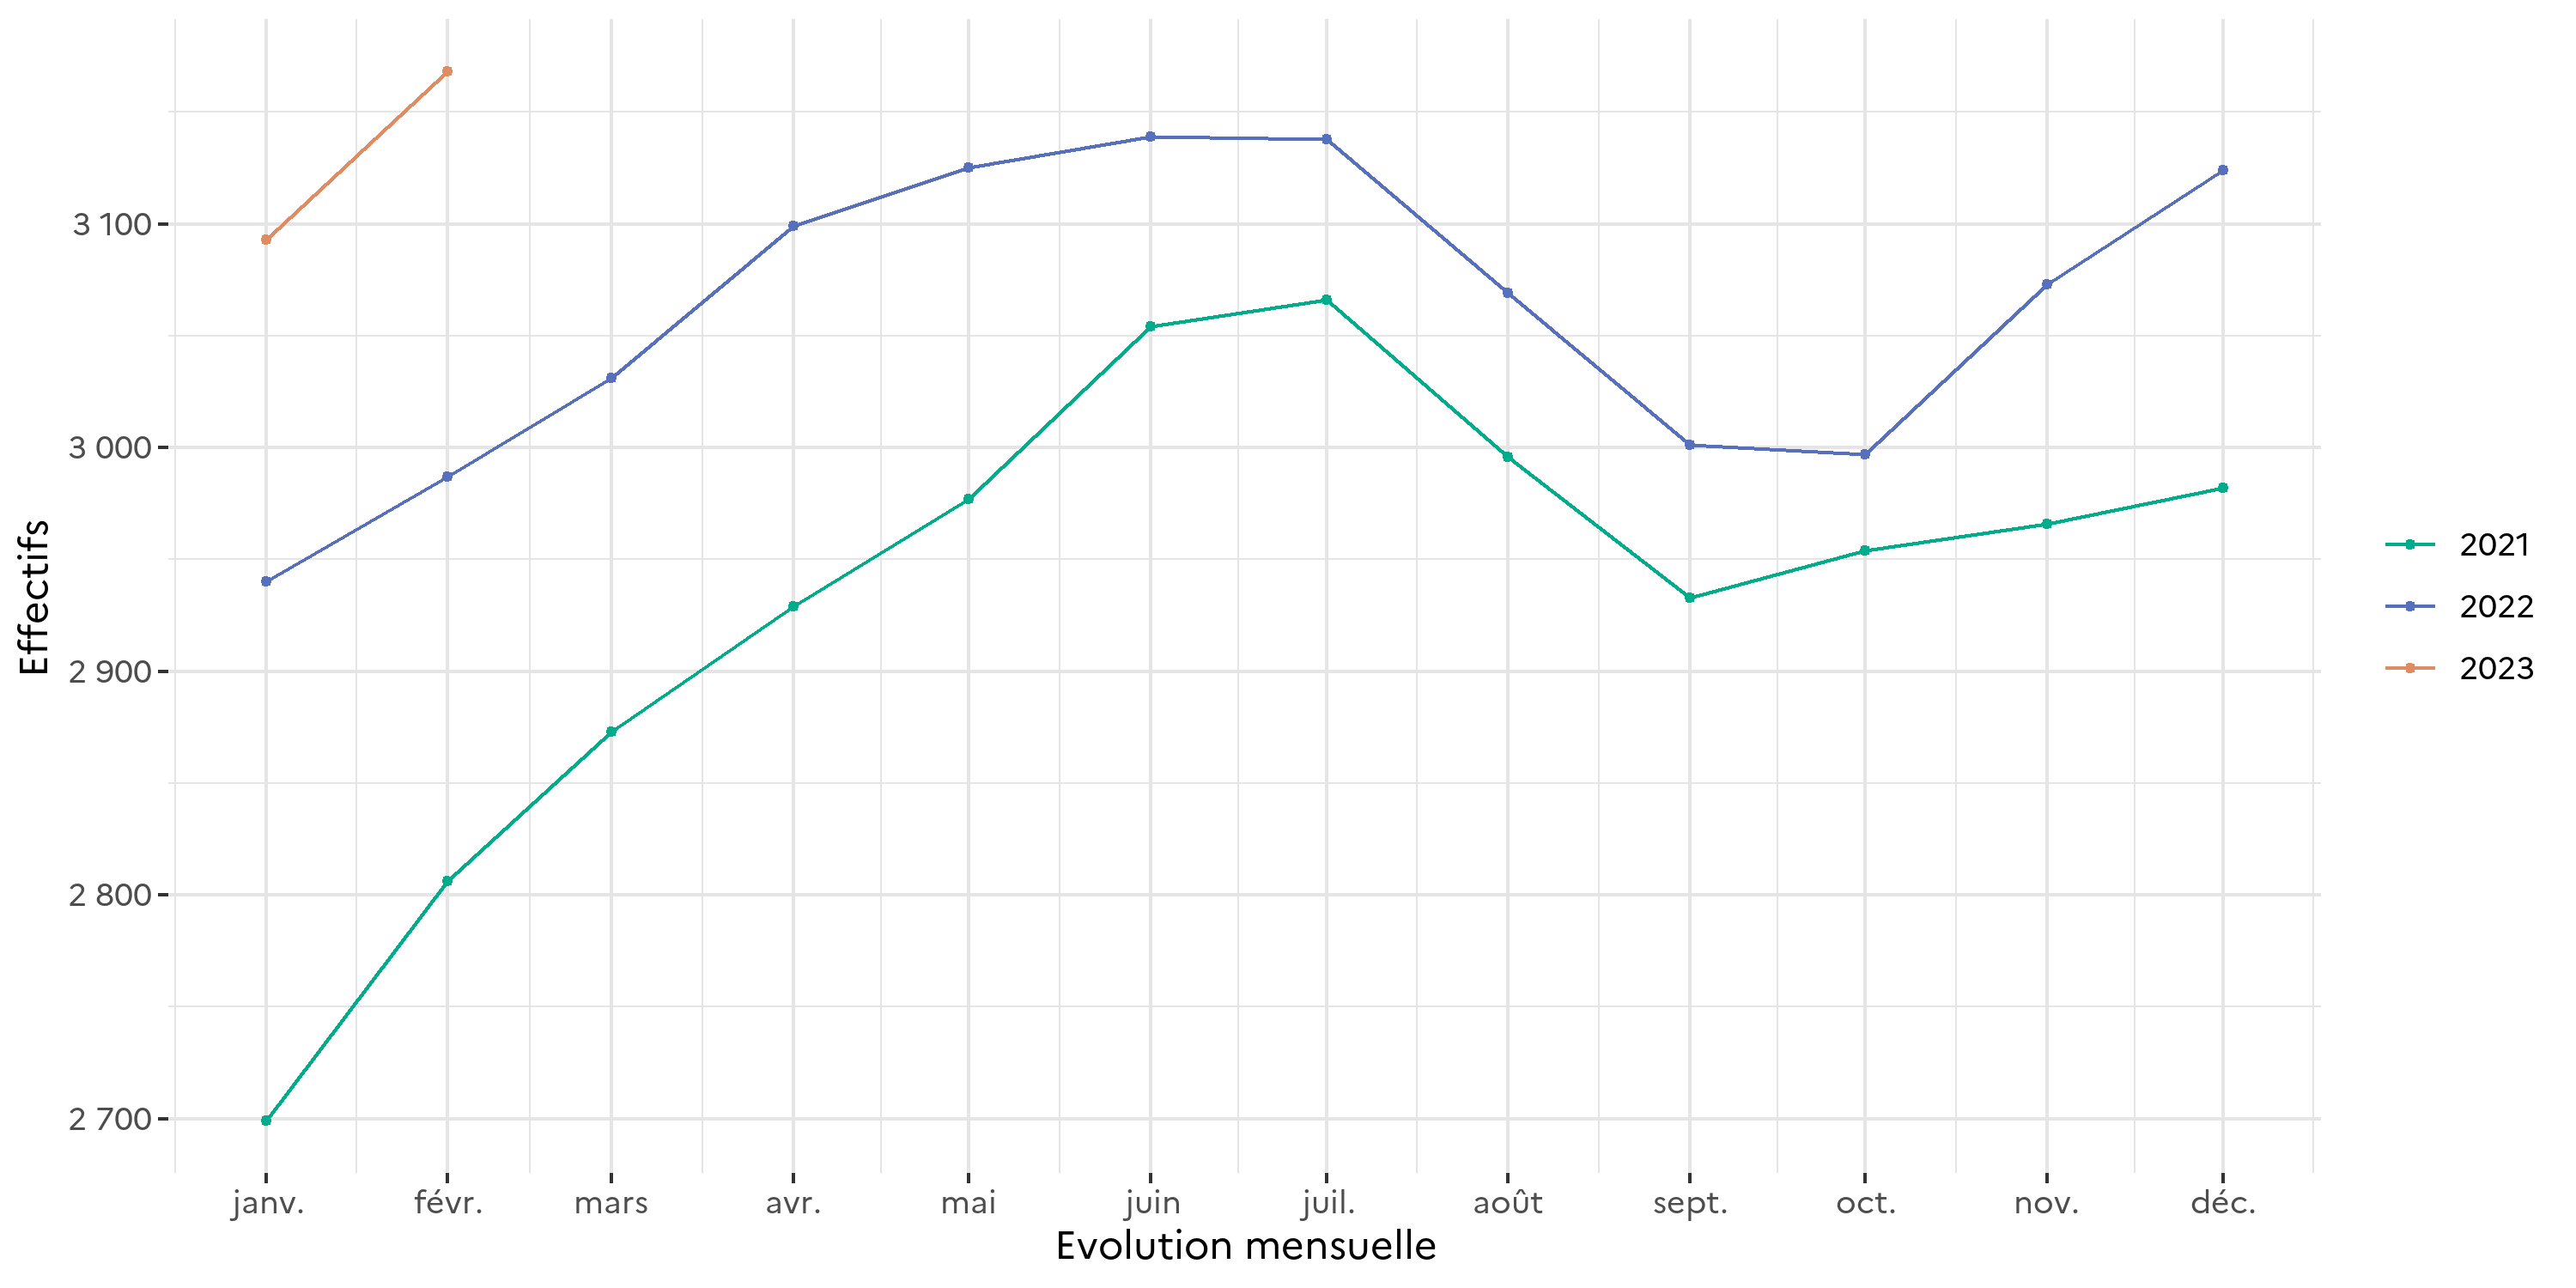 Effectifs
3 100
3 000
2 900
2 800
2 700
janv. févr. mars avr. mai juin juil. août sept. oct. nov. déc.
Evolution mensuelle
2021
2022
2023